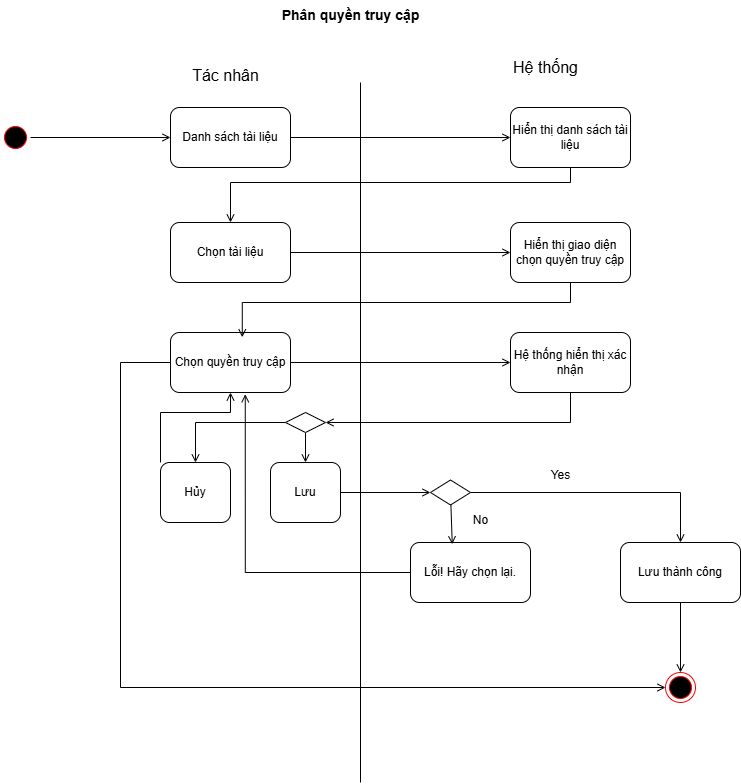 Phân quyền truy cập
Tác nhân
Hệ thống
Danh sách tài liệu
Hiển thị danh sách tài
liệu
Chọn tài liệu
Hiển thị giao diện
chọn quyền truy cập
Chọn quyền truy cập
Hệ thống hiển thị xác
nhận
Hủy
Lưu
Yes
No
Lỗi! Hãy chọn lại.
Lưu thành công